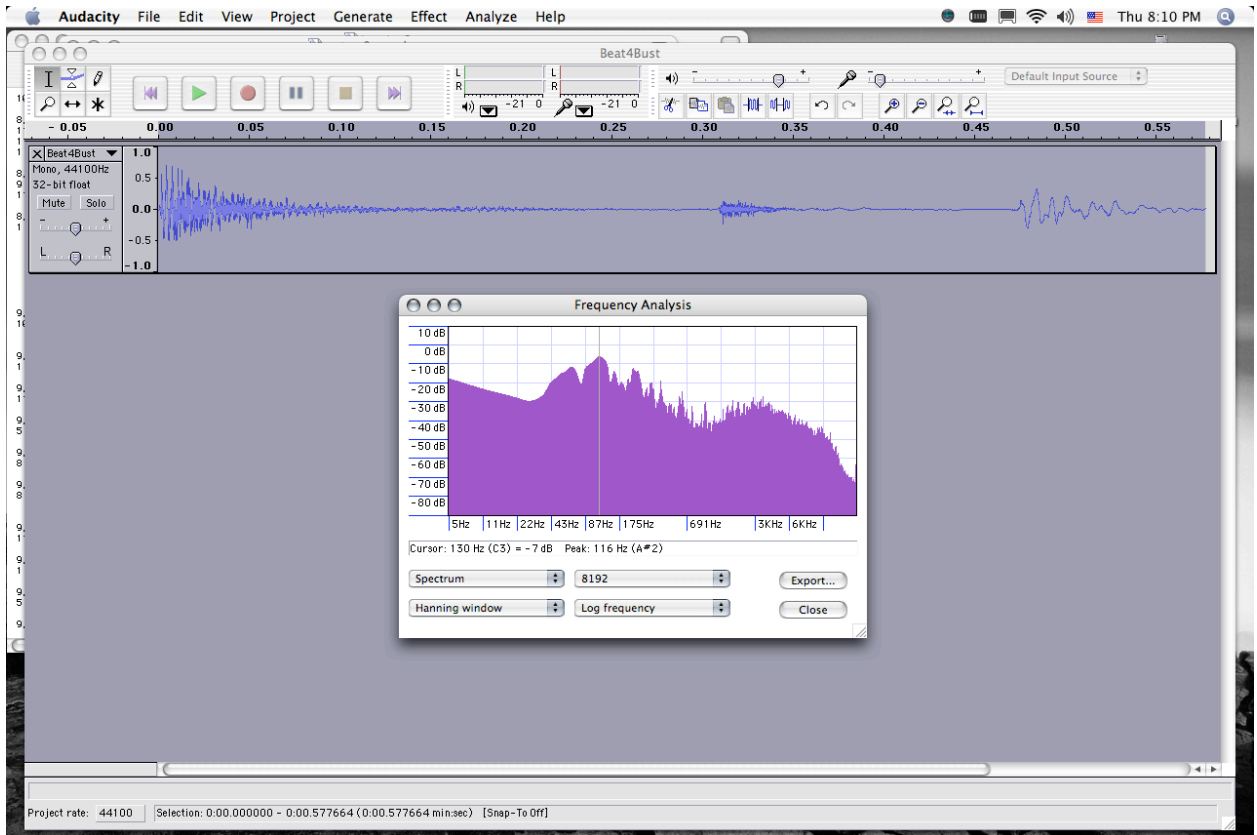 Audacity File Edit View Project Generate Effect Analyze Help Thu 8:10 PM
Beat4Bust
L
R
-21 0
L
R
-21 0
- +
- +
Default Input Source
- 0.05 0.00 0.05 0.10 0.15 0.20 0.25 0.30 0.35 0.40 0.45 0.50 0.55
X Beat4Bust
Mono, 44100Hz
32-bit float
Mute Solo
- +
L R
1.0
0.5
0.0
-0.5
-1.0
Frequency Analysis
10 dB
0 dB
-10 dB
-20 dB
-30 dB
-40 dB
-50 dB
-60 dB
-70 dB
-80 dB
5Hz 11Hz 22Hz 43Hz 87Hz 175Hz 691Hz 3KHz 6KHz
Cursor: 130 Hz (C3) = -7 dB Peak: 116 Hz (A#2)
Spectrum 8192 Export...
Hanning window Log frequency Close
Project rate: 44100 Selection: 0:00.000000 - 0:00.577664 (0:00.577664 min:sec) [Snap-To Off]